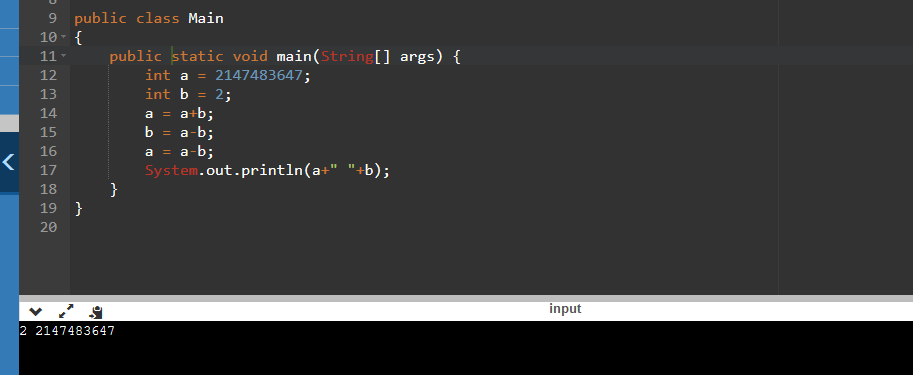 9 public class Main
10 {
11 public static void main(String[] args) {
12 int a = 2147483647;
13 int b = 2;
14 a = a+b;
15 b = a-b;
16 a = a-b;
17 System.out.println(a+" "+b);
18 }
19 }
20
input
2 2147483647